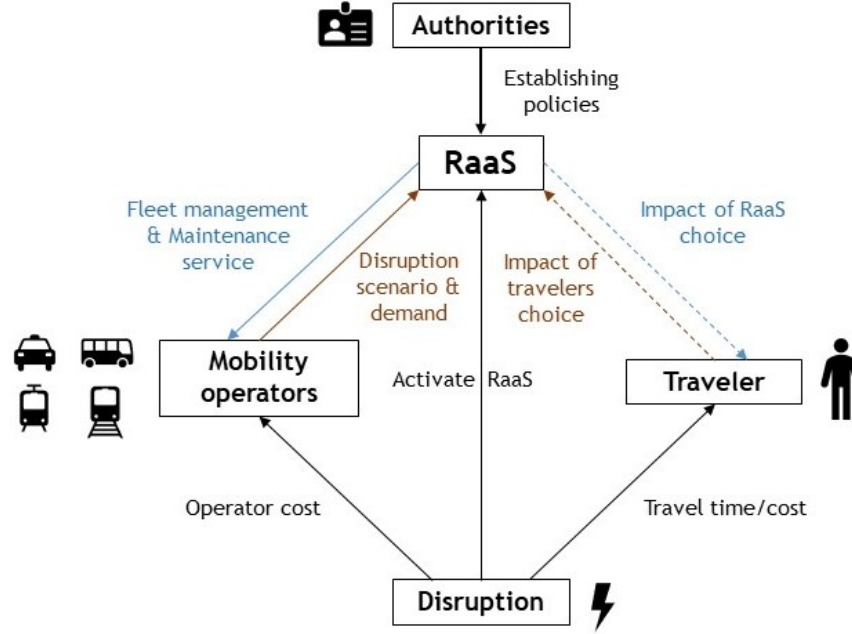 Authorities
Establishing
policies
RaaS
Fleet management
& Maintenance
service
Disruption
scenario &
demand
Impact of
travelers
choice
Impact of RaaS
choice
Mobility
operators
Activate RaaS
Traveler
Operator cost
Travel time/cost
Disruption